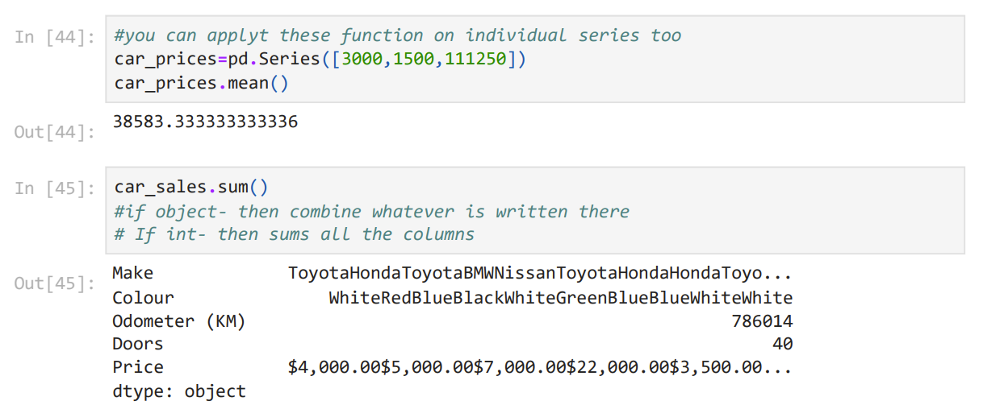 In [44]: #you can applyt these function on individual series too
car_prices=pd.Series([3000,1500,111250])
car_prices.mean()
Out[44]: 38583.333333333336
In [45]: car_sales.sum()
#if object- then combine whatever is written there
# If int- then sums all the columns
Out[45]: Make ToyotaHondaToyotaBMWNissanToyotaHondaHondaToyo...
Colour WhiteRedBlueBlackWhiteGreenBlueBlueWhiteWhite
Odometer (KM) 786014
Doors 40
Price $4,000.00$5,000.00$7,000.00$22,000.00$3,500.00...
dtype: object